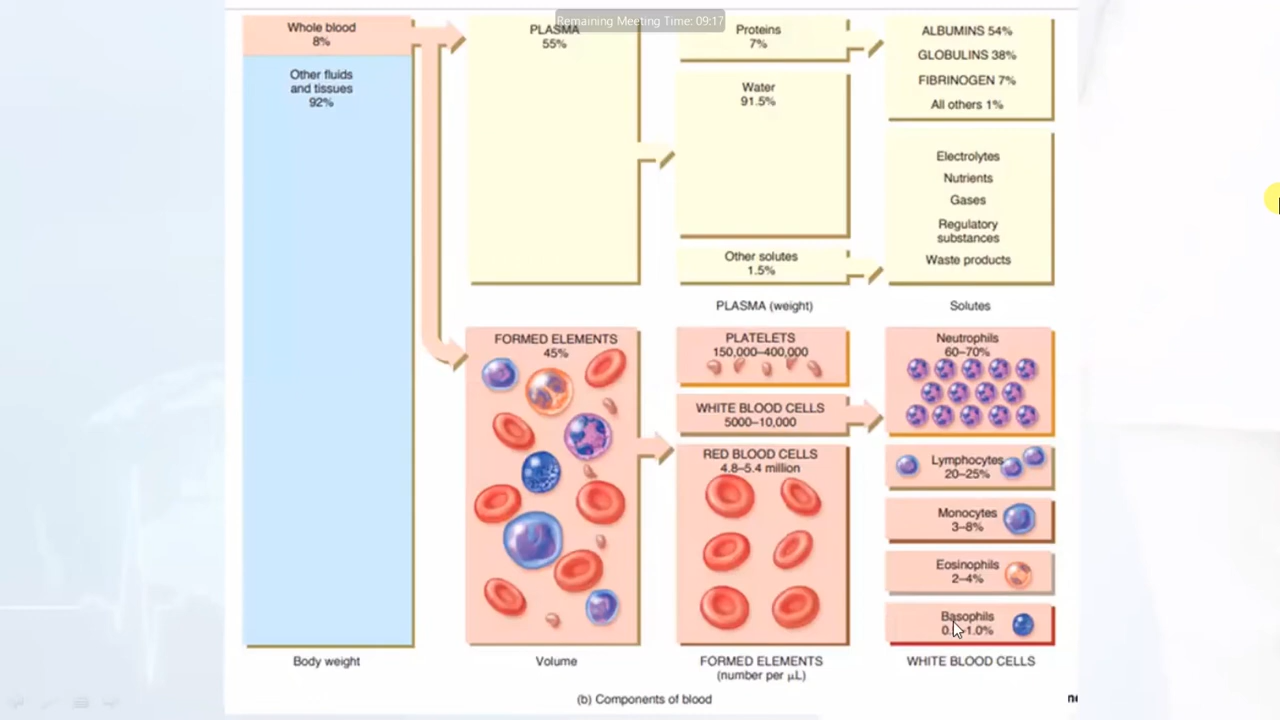 Remaining Meeting Time: 09:17
Whole blood
8%
Other fluids
and tissues
92%
Body weight
PLASMA
55%
FORMED ELEMENTS
45%
Volume
Proteins
7%
Water
91.5%
Other solutes
1.5%
PLASMA (weight)
ALBUMINS 54%
GLOBULINS 38%
FIBRINOGEN 7%
All others 1%
Electrolytes
Nutrients
Gases
Regulatory
substances
Waste products
Solutes
PLATELETS
150,000–400,000
WHITE BLOOD CELLS
5000–10,000
RED BLOOD CELLS
4.8–5.4 million
FORMED ELEMENTS
(number per µL)
Neutrophils
60–70%
Lymphocytes
20–25%
Monocytes
3–8%
Eosinophils
2–4%
Basophils
WHITE BLOOD CELLS
(b) Components of blood